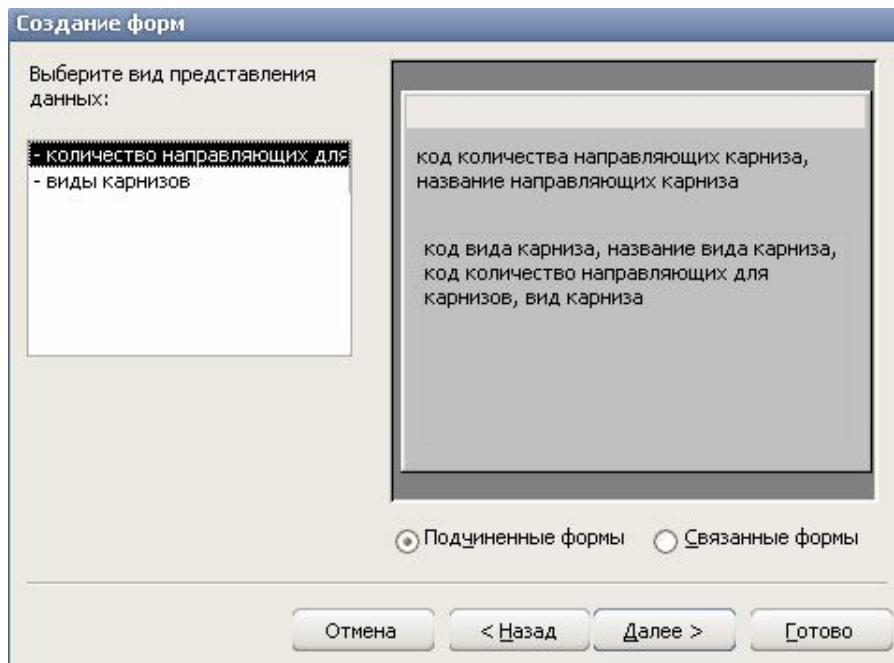 Создание форм
Выберите вид представления
данных:
- количество направляющих для
- виды карнизов
код количества направляющих карниза,
название направляющих карниза
код вида карниза, название вида карниза,
код количество направляющих для
карнизов, вид карниза
Подчиненные формы
Связанные формы
Отмена
< Назад
Далее >
Готово